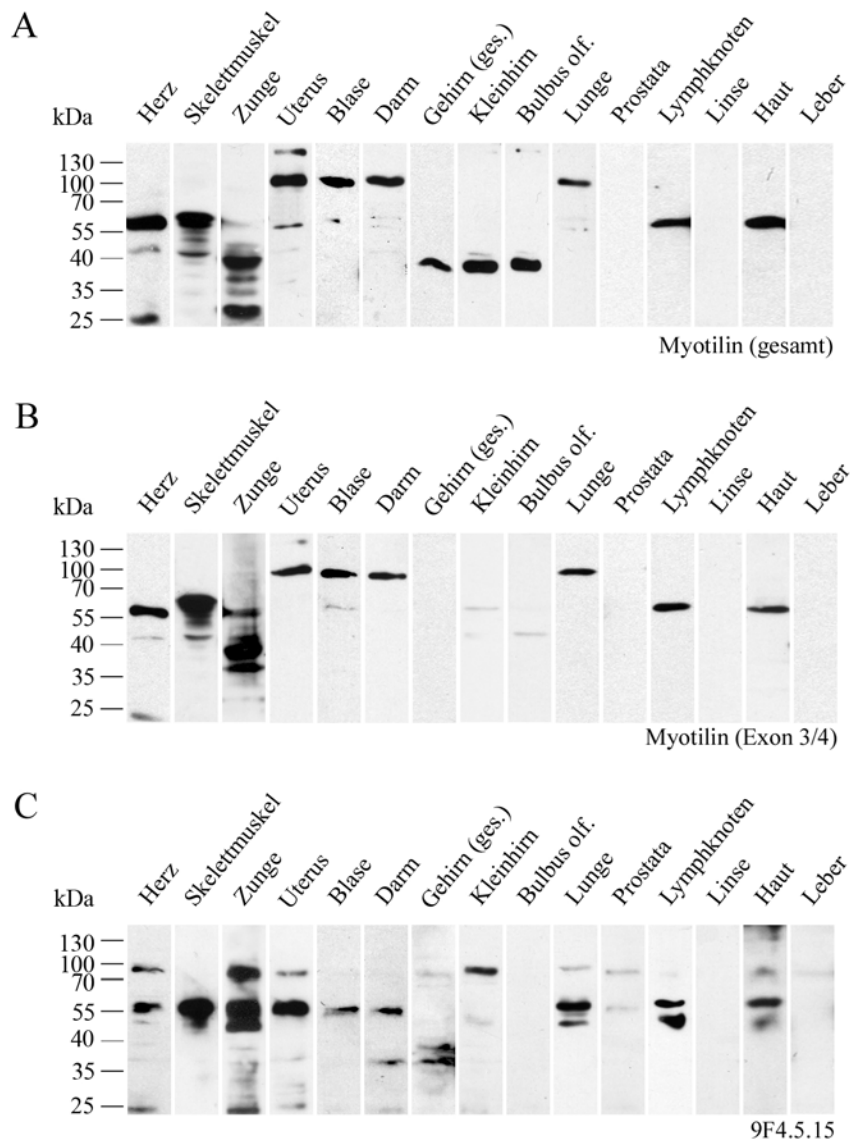 A
Herz Skelettmuskel Zunge Uterus Blase Darm Gehirn (ges.) Kleinhirn Bulbus olf. Lunge Prostata Lymphknoten Linse Haut Leber
kDa
130
100
70
55
40
35
25
Myotilin (gesamt)
B
Herz Skelettmuskel Zunge Uterus Blase Darm Gehirn (ges.) Kleinhirn Bulbus olf. Lunge Prostata Lymphknoten Linse Haut Leber
kDa
130
100
70
55
40
35
25
Myotilin (Exon 3/4)
C
Herz Skelettmuskel Zunge Uterus Blase Darm Gehirn (ges.) Kleinhirn Bulbus olf. Lunge Prostata Lymphknoten Linse Haut Leber
kDa
130
100
70
55
40
35
25
9F4.5.15